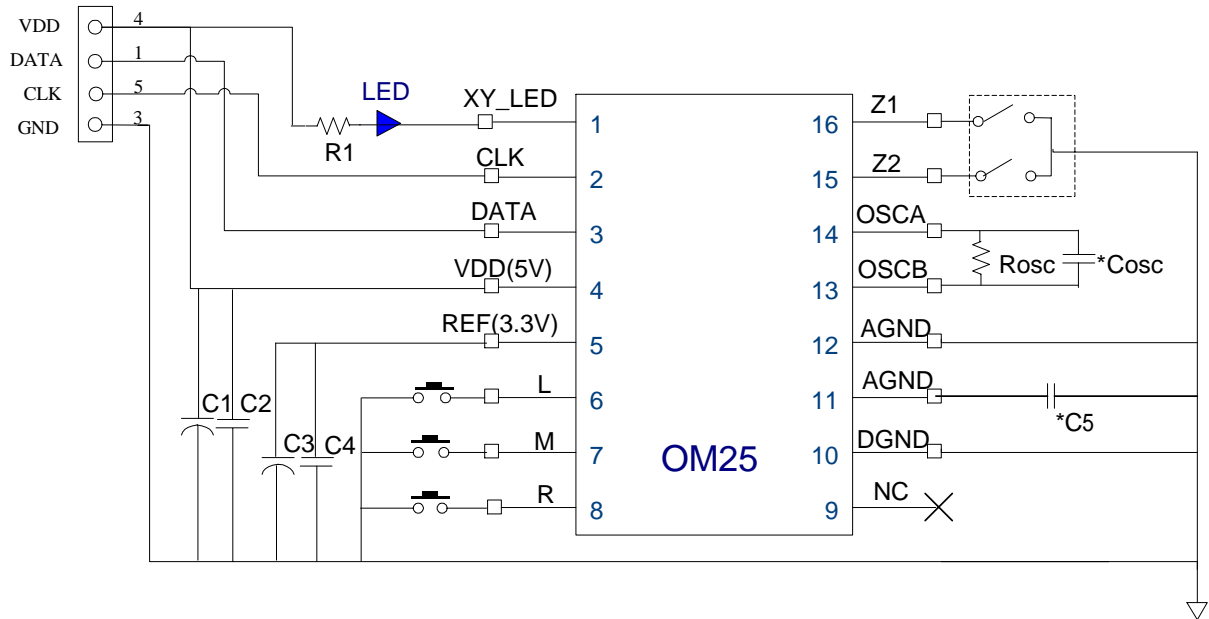 VDD 4
DATA 1
CLK 5
GND 3
LED
R1
XY_LED
CLK
DATA
VDD(5V)
REF(3.3V)
L
M
R
C1
C2
C3
C4
1
2
3
4
5
6
7
8
OM25
16
15
14
13
12
11
10
9
Z1
Z2
OSCA
OSCB
AGND
AGND
DGND
NC
Rosc
*Cosc
*C5